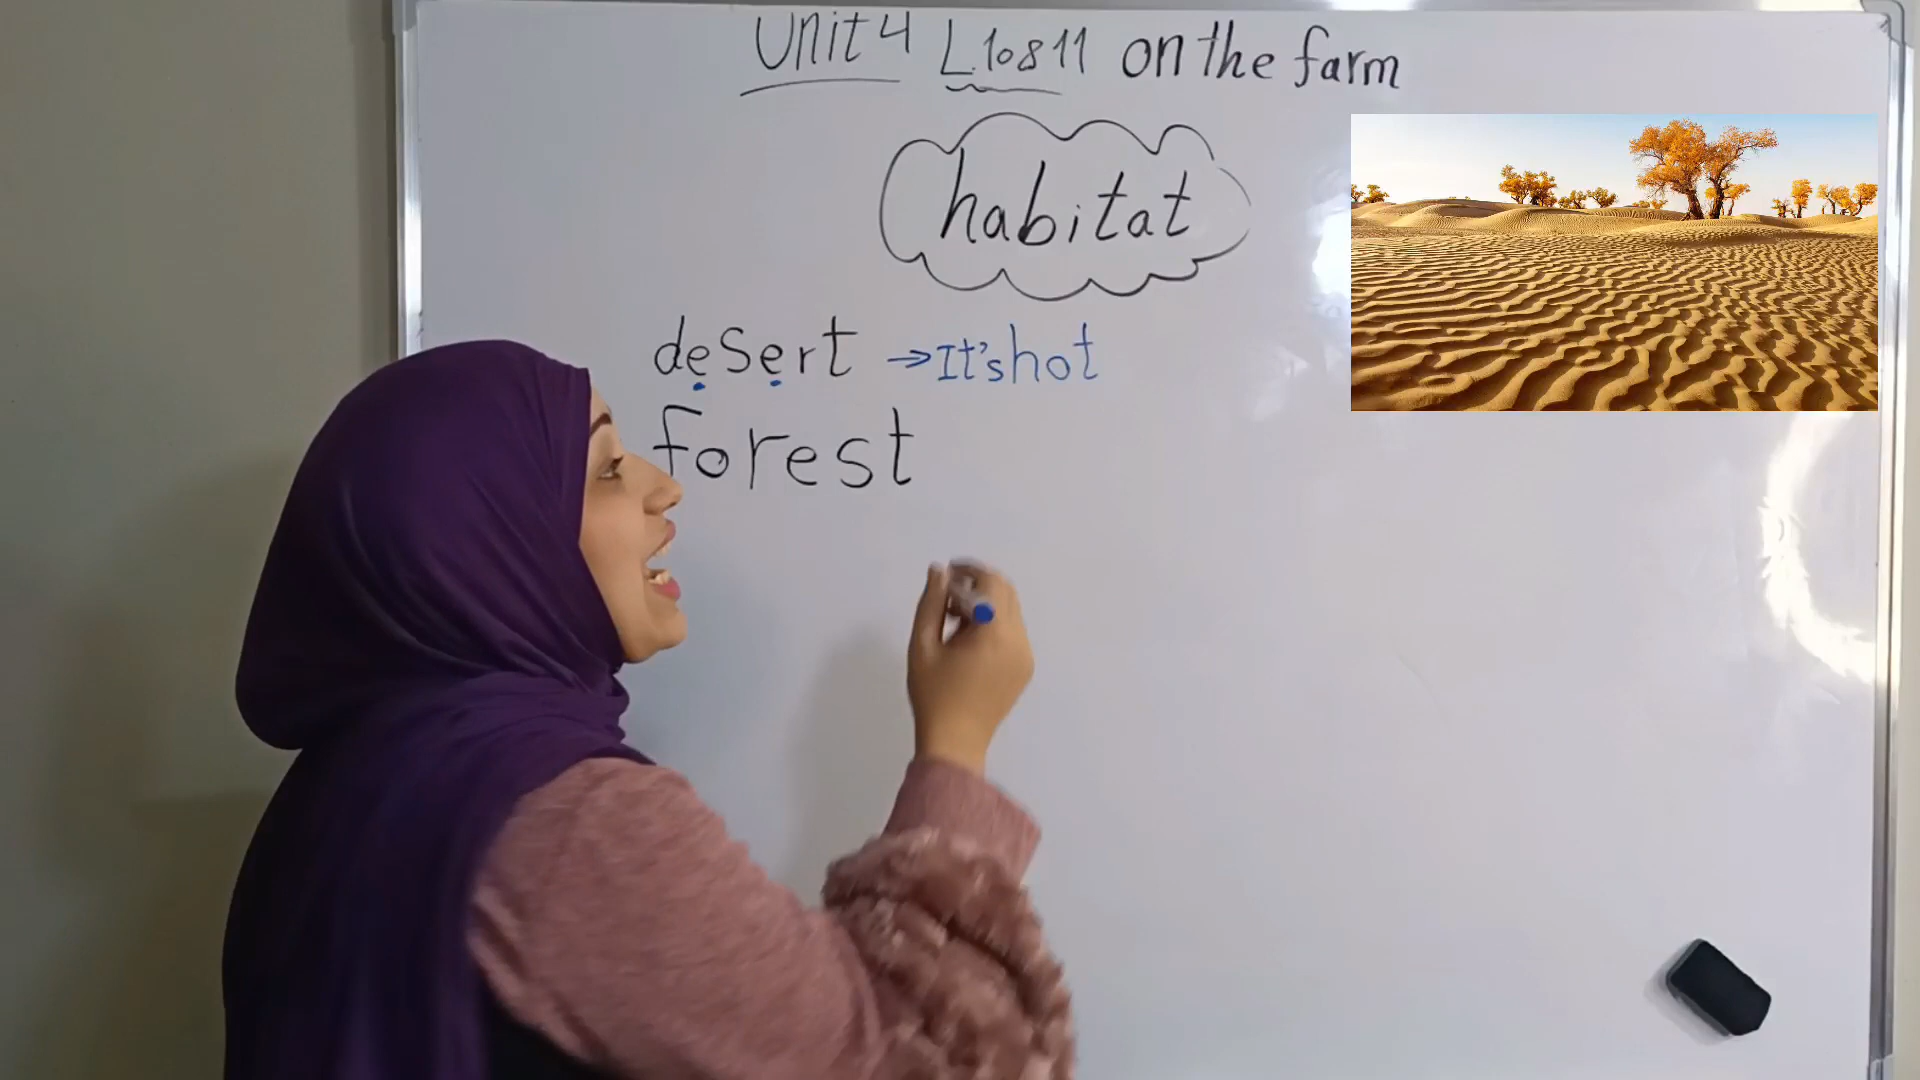 Unit 4 L.10&11 on the farm
habitat
desert → It's hot
forest